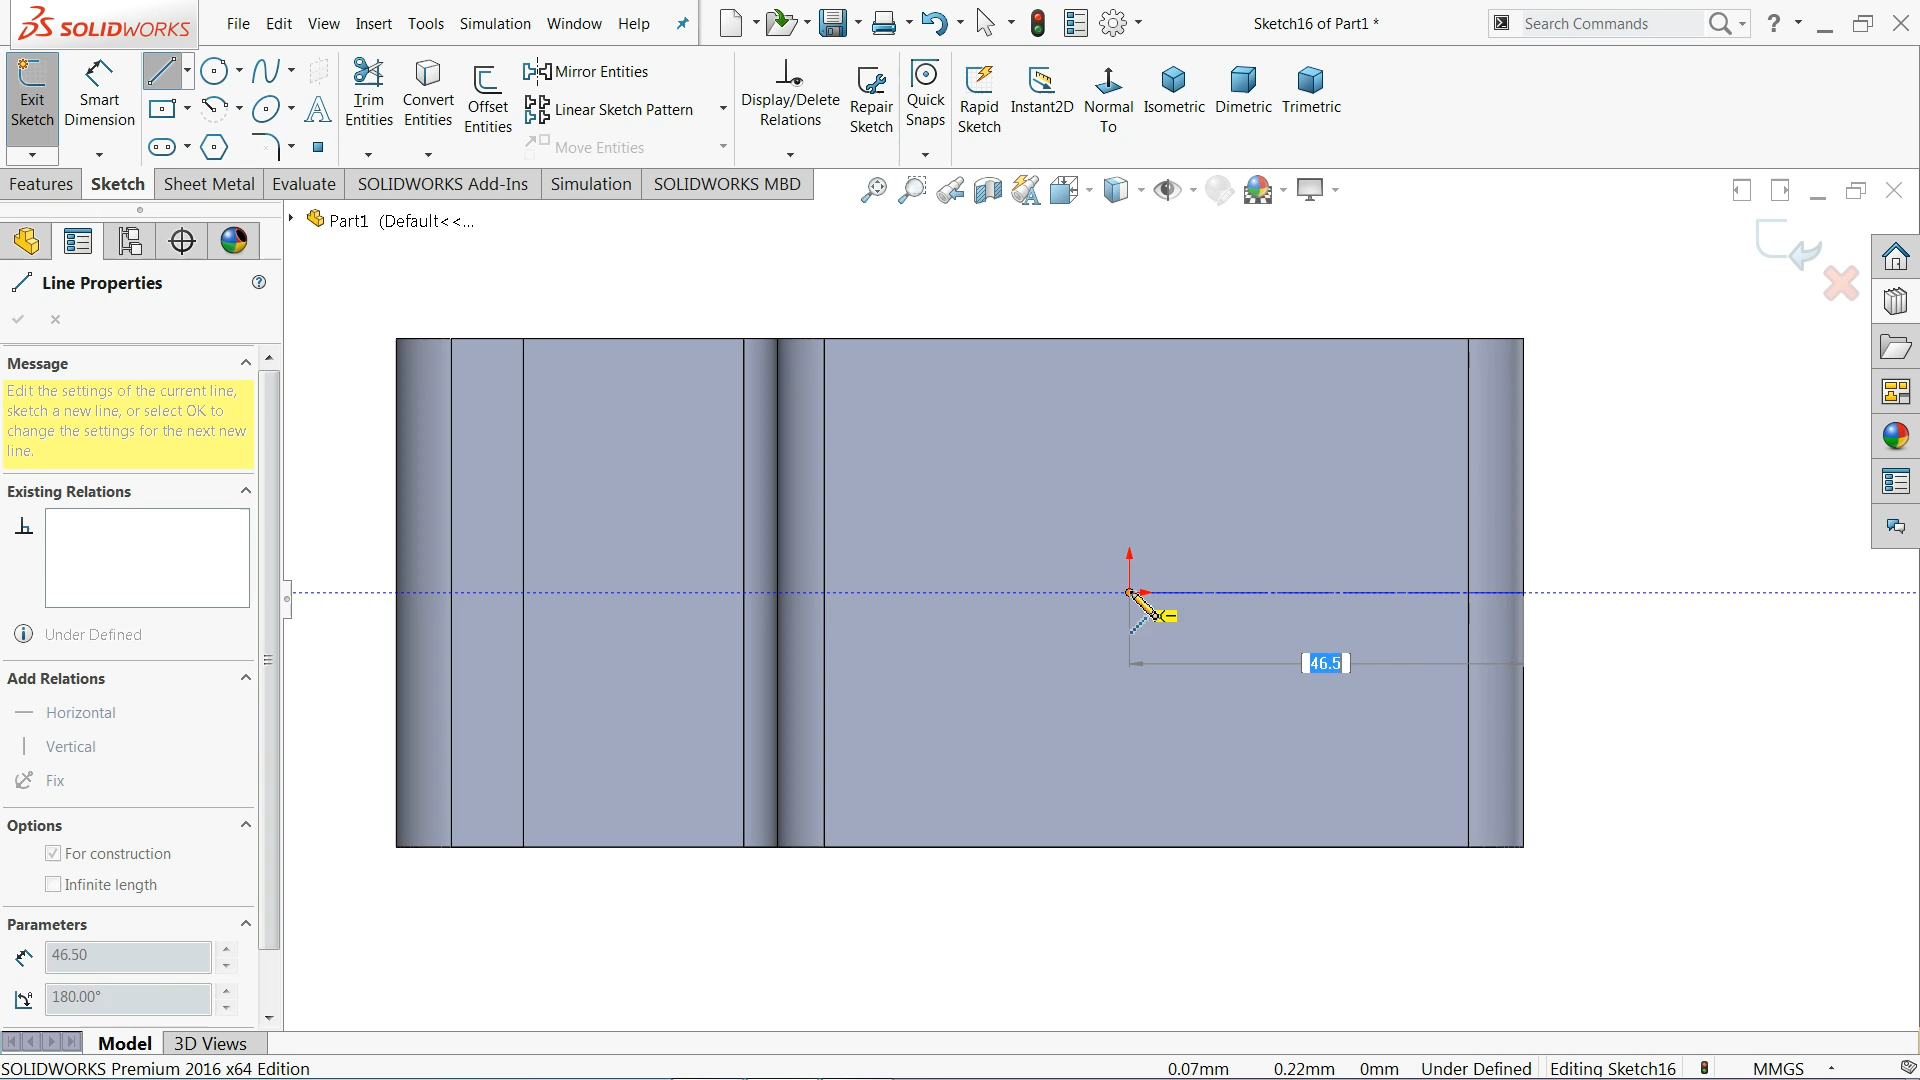 SOLIDWORKS
File Edit View Insert Tools Simulation Window Help
Sketch16 of Part1 *
Search Commands
?
Exit Sketch
Smart Dimension
Trim Entities
Convert Entities
Offset Entities
Mirror Entities
Linear Sketch Pattern
Move Entities
Display/Delete Relations
Repair Sketch
Quick Snaps
Rapid Sketch
Instant2D
Normal To
Isometric
Dimetric
Trimetric
Features Sketch Sheet Metal Evaluate SOLIDWORKS Add-Ins Simulation SOLIDWORKS MBD
Part1 (Default<<...
Line Properties
Message
Edit the settings of the current line,
sketch a new line, or select OK to
change the settings for the next new
line.
Existing Relations
Under Defined
Add Relations
Horizontal
Vertical
Fix
Options
For construction
Infinite length
Parameters
46.50
180.00°
46.5
Model 3D Views
SOLIDWORKS Premium 2016 x64 Edition
0.07mm 0.22mm 0mm Under Defined Editing Sketch16 MMGS